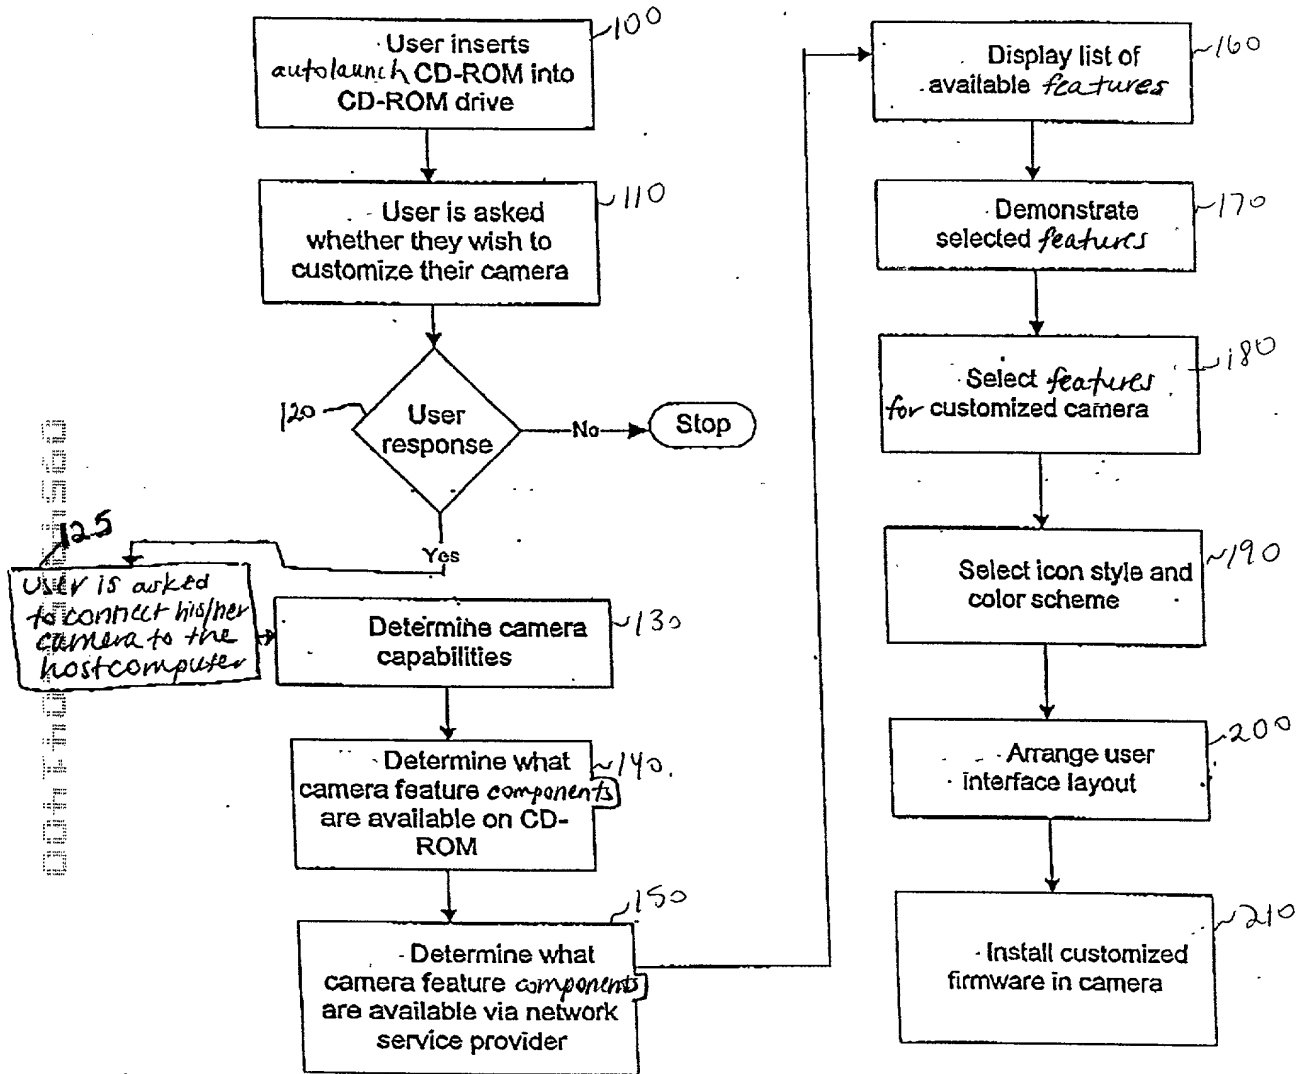 100
User inserts
autolaunch CD-ROM into
CD-ROM drive
110
User is asked
whether they wish to
customize their camera
120
User
response
No
Stop
Yes
125
User is asked
to connect his/her
camera to the
host computer
130
Determine camera
capabilities
140.
Determine what
camera feature components
are available on CD-
ROM
150
Determine what
camera feature components
are available via network
service provider
160
Display list of
available features
170
Demonstrate
selected features
180
Select features
for customized camera
190
Select icon style and
color scheme
200
Arrange user
interface layout
210
Install customized
firmware in camera